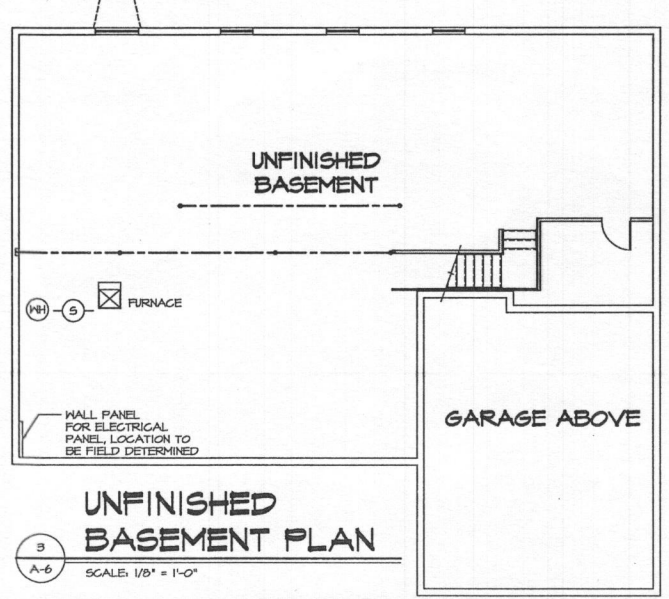 UNFINISHED
BASEMENT
WH
S
FURNACE
WALL PANEL
FOR ELECTRICAL
PANEL, LOCATION TO
BE FIELD DETERMINED
GARAGE ABOVE
UNFINISHED
BASEMENT PLAN
3
A-6
SCALE: 1/8" = 1'-0"